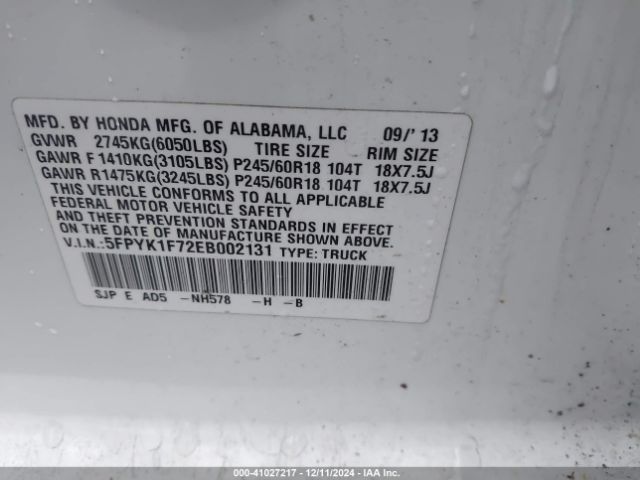 MFD. BY HONDA MFG. OF ALABAMA, LLC 09/' 13
GVWR 2745KG(6050LBS) TIRE SIZE RIM SIZE
GAWR F 1410KG(3105LBS) P245/60R18 104T 18X7.5J
GAWR R1475KG(3245LBS) P245/60R18 104T 18X7.5J
THIS VEHICLE CONFORMS TO ALL APPLICABLE
FEDERAL MOTOR VEHICLE SAFETY
AND THEFT PREVENTION STANDARDS IN EFFECT
ON THE DATE OF MANUFACTURE SHOWN ABOVE.
V.I.N.:5FPYK1F72EB002131 TYPE: TRUCK
SJP E AD5 -NH578 -H -B
000-41027217 - 12/11/2024 - IAA Inc.